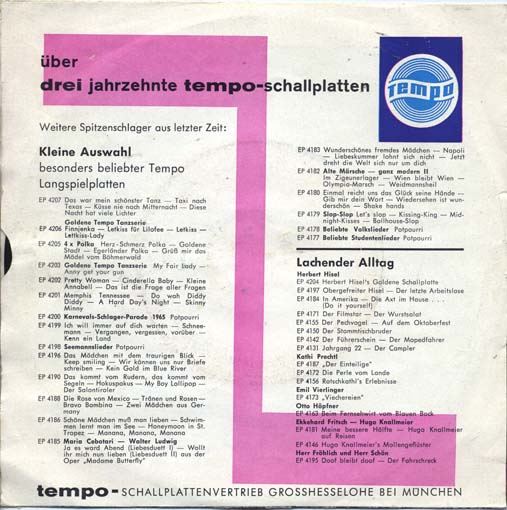 über
drei jahrzehnte tempo-schallplatten
Tempo
Weitere Spitzenschlager aus letzter Zeit:
Kleine Auswahl
besonders beliebter Tempo
Langspielplatten
EP 4207 Das war mein schönster Tanz — Taxi nach
Texas — Küsse nie nach Mitternacht — Diese
Nacht hat viele Lichter
Goldene Tempo Tanzserie
EP 4206 Finnjenka — Letkiss für Lilofee — Letkiss —
Letkiss-Lady
EP 4205 4 x Polka — Herz-Schmerz Polka — Goldene
Stadt — Egerländer Polka — Grüß mir das
Mädel vom Böhmerwald
EP 4203 Goldene Tempo Tanzserie My Fair lady —
Anny get your gun
EP 4202 Pretty Woman — Cinderella Baby — Kleine
Annabell — Das ist die Frage aller Fragen
EP 4201 Memphis Tennessee — Do wah Diddy
Diddy — A Hard Day's Night — Skinny
Minny
EP 4200 Karnevals-Schlager-Parade 1965 Potpourri
EP 4199 Ich will immer auf dich warten — Schnee-
mann — Vergangen, vergessen, vorüber —
Kenn ein Land
EP 4198 Seemannslieder Potpourri
EP 4196 Das Mädchen mit dem traurigen Blick —
Keep smiling — Wir können uns nur Briefe
schreiben — Kein Gold im Blue River
EP 4190 Das kommt vom Rudern, das kommt vom
Segeln — Hokuspokus — My Boy Lollipop —
Der Salontiroler
EP 4188 Die Rose von Mexico — Tränen und Rosen —
Bravo Bambina — Zwei Mädchen aus Ger-
many
EP 4186 Schöne Mädchen muß man lieben — Schwim-
men lernt man im See — Honeymoon in St.
Tropez — Manana, Manana, Manana
EP 4185 Maria Cebotari — Walter Ludwig
Ja es ward Abend (Liebesduett I) — Wollt
ihr mich nun lieben (Liebesduett II) aus der
Oper „Madame Butterfly"
EP 4183 Wunderschönes fremdes Mädchen — Napoli
— Liebeskummer lohnt sich nicht — Jetzt
dreht die Welt sich nur um dich
EP 4182 Alte Märsche — ganz modern II
Im Zigeunerlager — Wien bleibt Wien —
Olympia-Marsch — Weidmannsheil
EP 4180 Einmal reicht uns das Glück seine Hände —
Gib mir dein Wort — Wiedersehen ist wun-
derschön — Shake hands
EP 4179 Slop-Slop Let's slop — Kissing-King — Mid-
night-Kisses — Ballhouse-Slop
EP 4178 Beliebte Volkslieder Potpourri
EP 4177 Beliebte Studentenlieder Potpourri
Lachender Alltag
Herbert Hisel
EP 4204 Herbert Hisel's Goldene Schallplatte
EP 4197 Obergefreiter Hisel — Der letzte Arbeitslose
EP 4184 In Amerika — Die Axt im Hause . . . .
(Do it yourself)
EP 4171 Der Filmstar — Der Wurstsalat
EP 4155 Der Pechvogel — Auf dem Oktoberfest
EP 4150 Der Stammtischbruder
EP 4142 Der Führerschein — Der Mopedfahrer
EP 4131 Jahrgang 22 — Der Campler
Kathi Prechtl
EP 4187 „Der Einteilige"
EP 4172 Die Perle vom Lande
EP 4156 Ratschkathl's Erlebnisse
Emil Vierlinger
EP 4173 „Viechereien"
Otto Höpfner
EP 4163 Beim Fernsehwirt vom Blauen Bock
Ekkehard Fritsch — Hugo Knallmeier
EP 4181 Meine bessere Hälfte — Hugo Knallmeier
auf Reisen
EP 4146 Hugo Knallmeier's Mollengeflüster
Herr Fröhlich und Herr Schön
EP 4195 Doof bleibt doof — Der Fahrschreck
tempo-SCHALLPLATTENVERTRIEB GROSSHESSELOHE BEI MÜNCHEN